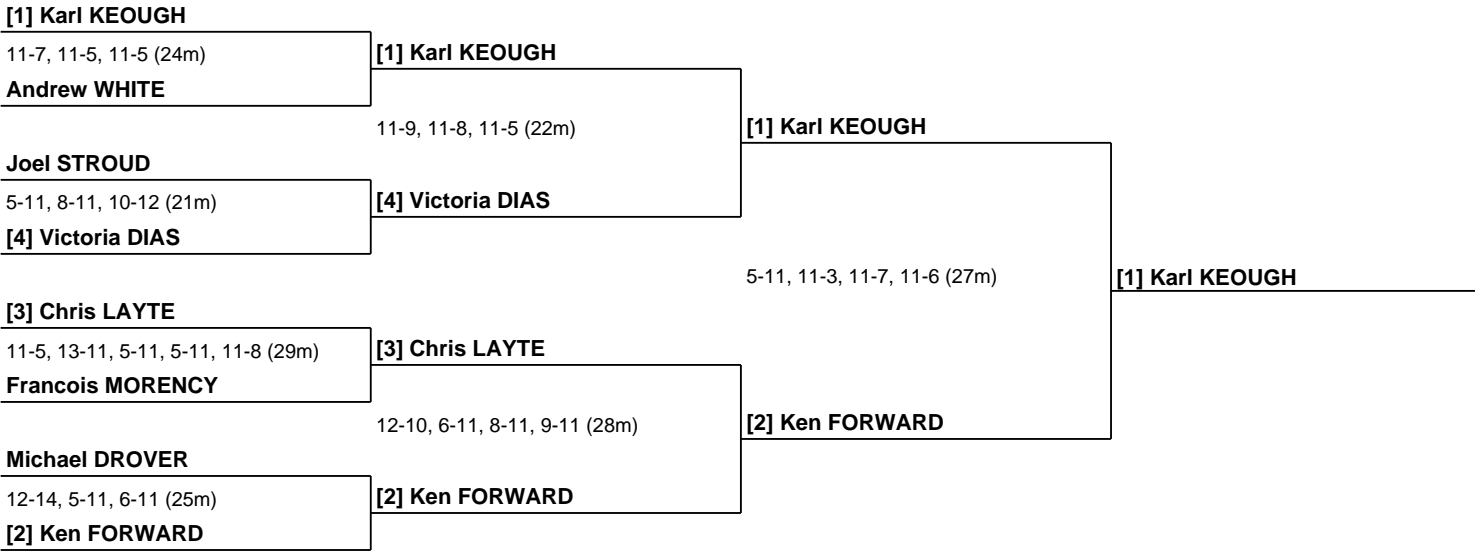 [1] Karl KEOUGH
11-7, 11-5, 11-5 (24m)
Andrew WHITE
[1] Karl KEOUGH
11-9, 11-8, 11-5 (22m)
Joel STROUD
5-11, 8-11, 10-12 (21m)
[4] Victoria DIAS
[4] Victoria DIAS
[1] Karl KEOUGH
5-11, 11-3, 11-7, 11-6 (27m)
[1] Karl KEOUGH
[3] Chris LAYTE
11-5, 13-11, 5-11, 5-11, 11-8 (29m)
Francois MORENCY
[3] Chris LAYTE
12-10, 6-11, 8-11, 9-11 (28m)
[2] Ken FORWARD
Michael DROVER
12-14, 5-11, 6-11 (25m)
[2] Ken FORWARD
[2] Ken FORWARD